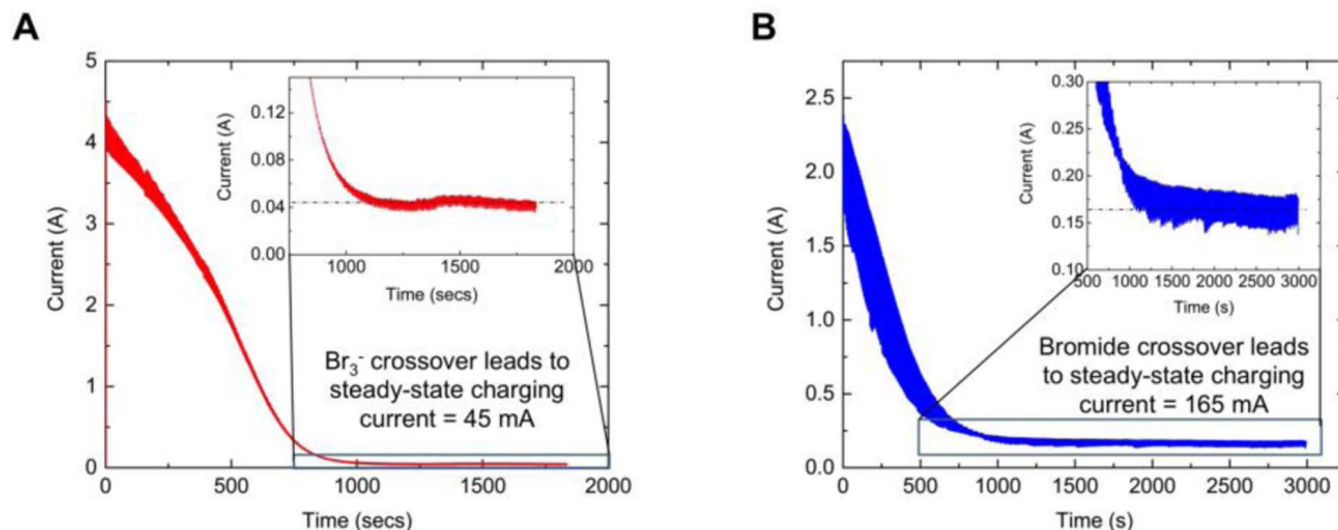 A
5
4
3
2
1
0
Current (A)
0
500
1000
1500
2000
Time (secs)
0.12
0.08
0.04
0.00
Current (A)
1000
1500
2000
Time (secs)
Br₃⁻ crossover leads to
steady-state charging
current = 45 mA
B
2.5
2.0
1.5
1.0
0.5
0.0
Current (A)
0
500
1000
1500
2000
2500
3000
Time (s)
0.30
0.25
0.20
0.15
0.10
Current (A)
500
1000
1500
2000
2500
3000
Time (s)
Bromide crossover leads
to steady-state charging
current = 165 mA